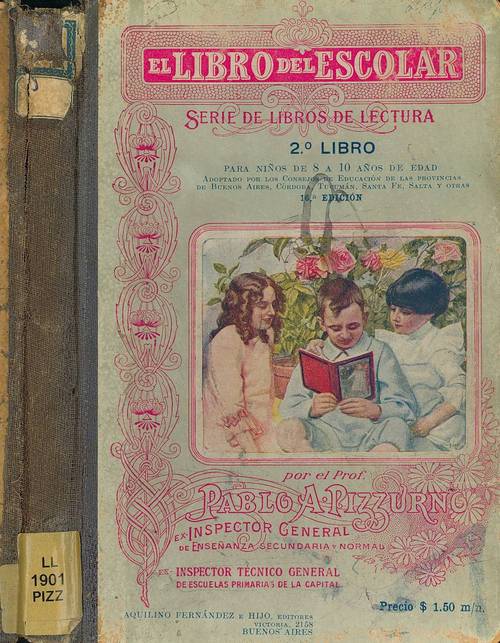 EL LIBRO DEL ESCOLAR
SERIE DE LIBROS DE LECTURA
2.º LIBRO
PARA NIÑOS DE 8 A 10 AÑOS DE EDAD
ADOPTADO POR LOS CONSEJOS DE EDUCACIÓN DE LAS PROVINCIAS
DE BUENOS AIRES, CÓRDOBA, TUCUMÁN, SANTA FE, SALTA Y OTRAS
16.ª EDICIÓN
por el Prof.
PABLO A. PIZZURNO
EX-INSPECTOR GENERAL
DE ENSEÑANZA SECUNDARIA Y NORMAL
EX-INSPECTOR TÉCNICO GENERAL
DE ESCUELAS PRIMARIAS DE LA CAPITAL
Precio $ 1.50 m/n.
AQUILINO FERNÁNDEZ E HIJO, EDITORES
VICTORIA, 2158
BUENOS AIRES
LL
1901
PIZZ